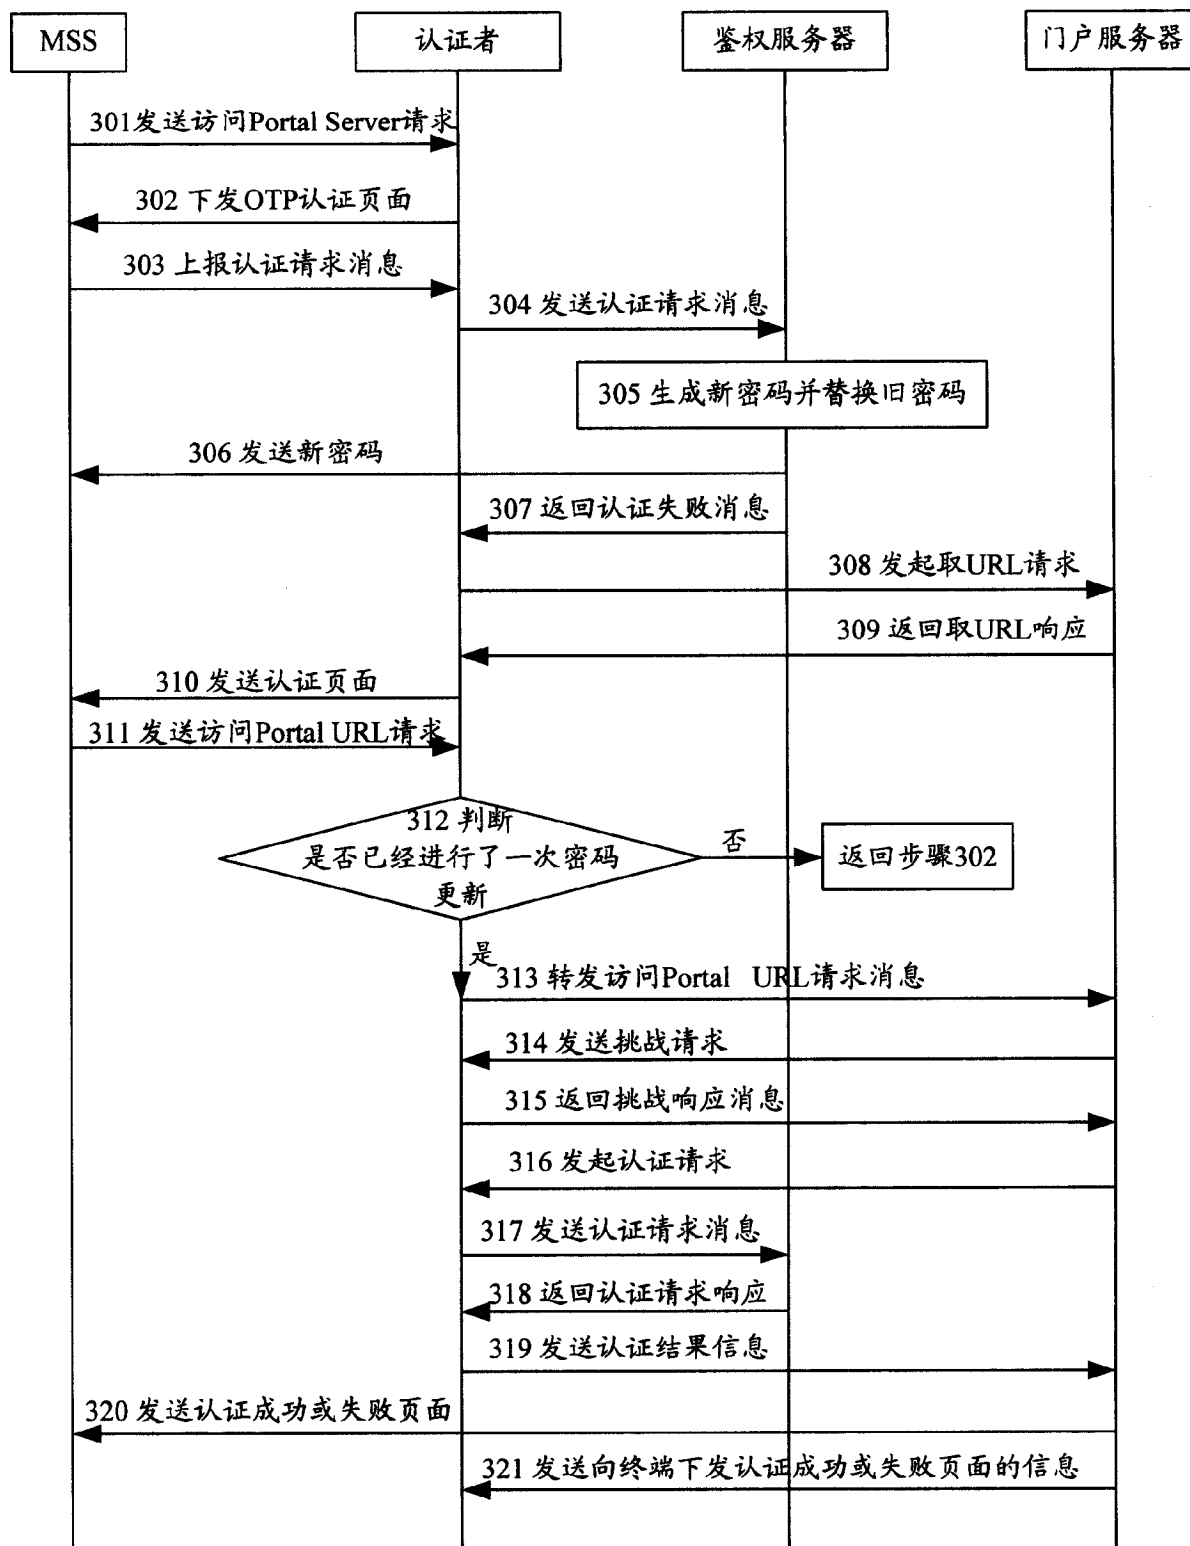 MSS
认证者
鉴权服务器
门户服务器
301发送访问Portal Server请求
302 下发OTP认证页面
303 上报认证请求消息
304 发送认证请求消息
305 生成新密码并替换旧密码
306 发送新密码
307 返回认证失败消息
308 发起取URL请求
309 返回取URL响应
310 发送认证页面
311 发送访问Portal URL请求
312 判断
是否已经进行了一次密码
更新
否
返回步骤302
是
313 转发访问Portal URL请求消息
314 发送挑战请求
315 返回挑战响应消息
316 发起认证请求
317 发送认证请求消息
318 返回认证请求响应
319 发送认证结果信息
320 发送认证成功或失败页面
321 发送向终端下发认证成功或失败页面的信息